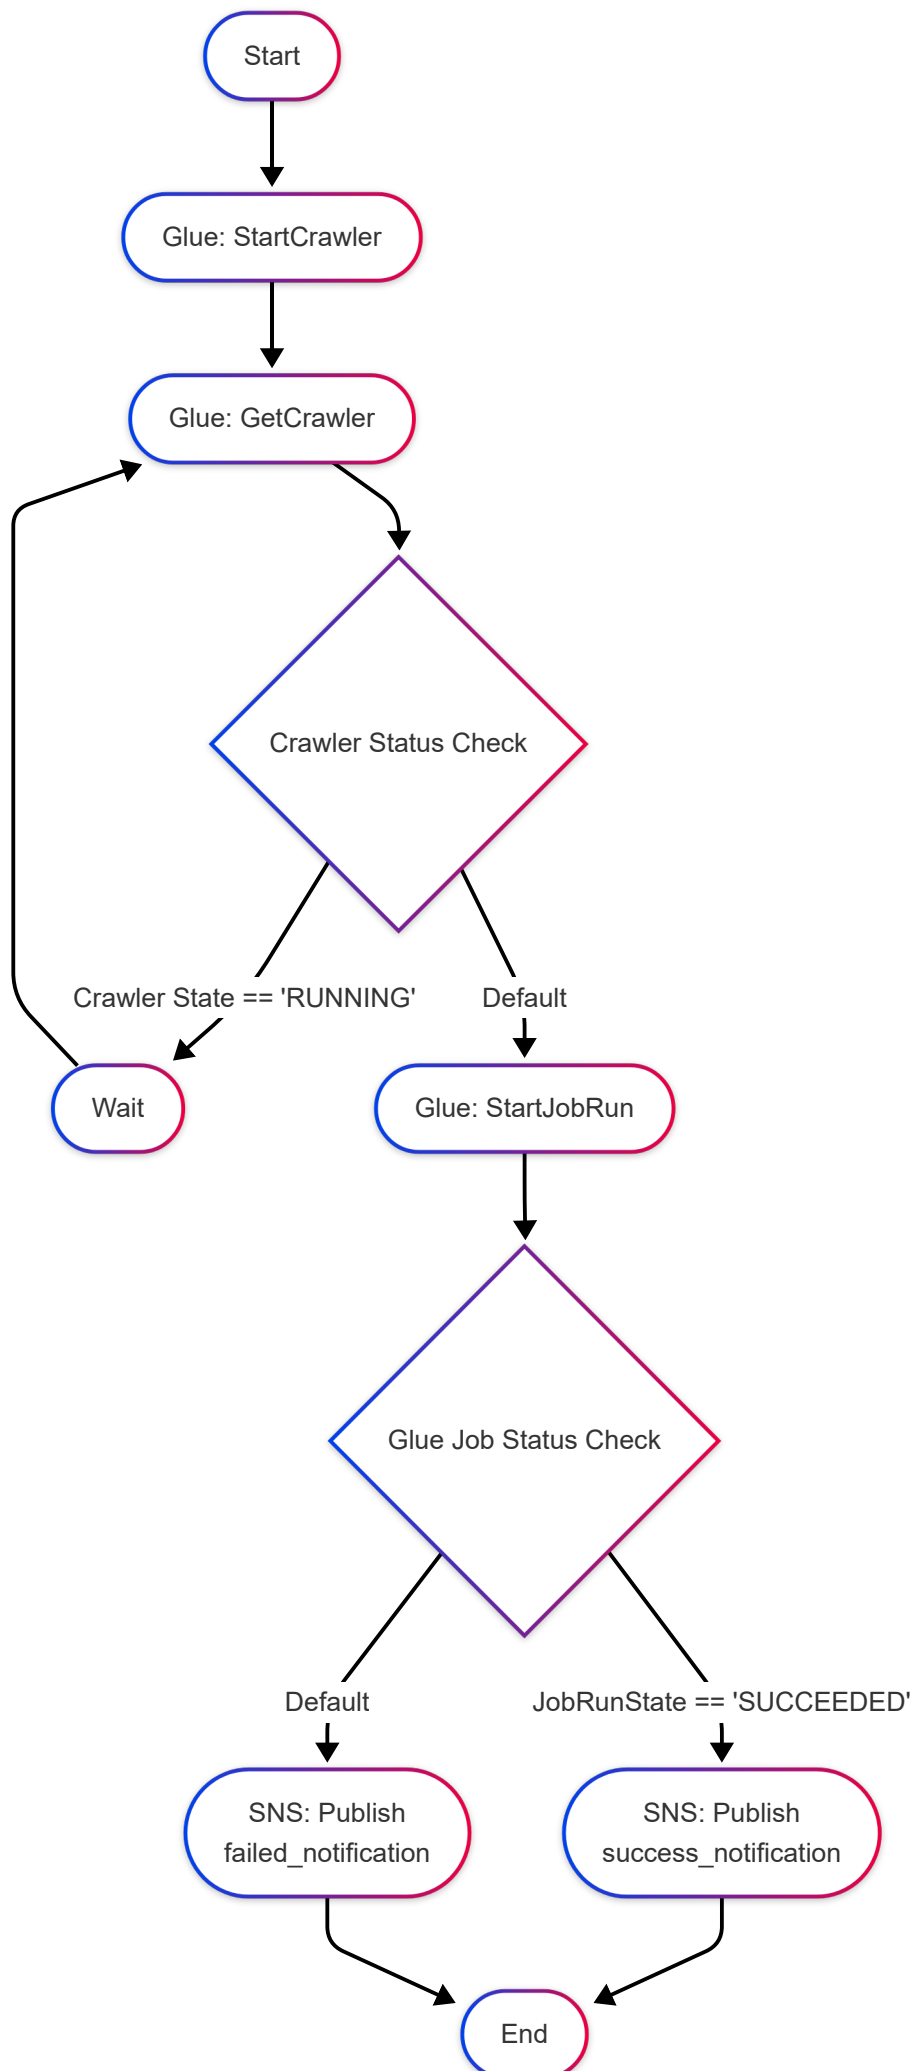 Start
Glue: StartCrawler
Glue: GetCrawler
Crawler Status Check
Crawler State == 'RUNNING'
Default
Wait
Glue: StartJobRun
Glue Job Status Check
Default
JobRunState == 'SUCCEEDED'
SNS: Publish
failed_notification
SNS: Publish
success_notification
End